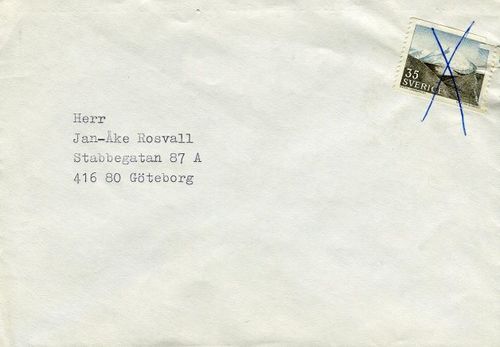 35
SVERIGE
Herr
Jan-Åke Rosvall
Stabbegatan 87 A
416 80 Göteborg